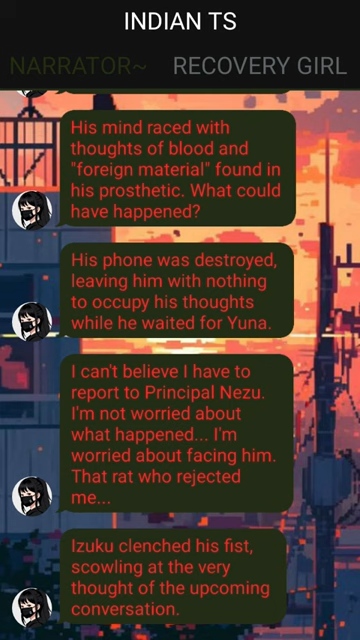 INDIAN TS
NARRATOR~ RECOVERY GIRL
His mind raced with
thoughts of blood and
"foreign material" found in
his prosthetic. What could
have happened?
His phone was destroyed,
leaving him with nothing
to occupy his thoughts
while he waited for Yuna.
I can't believe I have to
report to Principal Nezu.
I'm not worried about
what happened... I'm
worried about facing him.
That rat who rejected
me...
Izuku clenched his fist,
scowling at the very
thought of the upcoming
conversation.